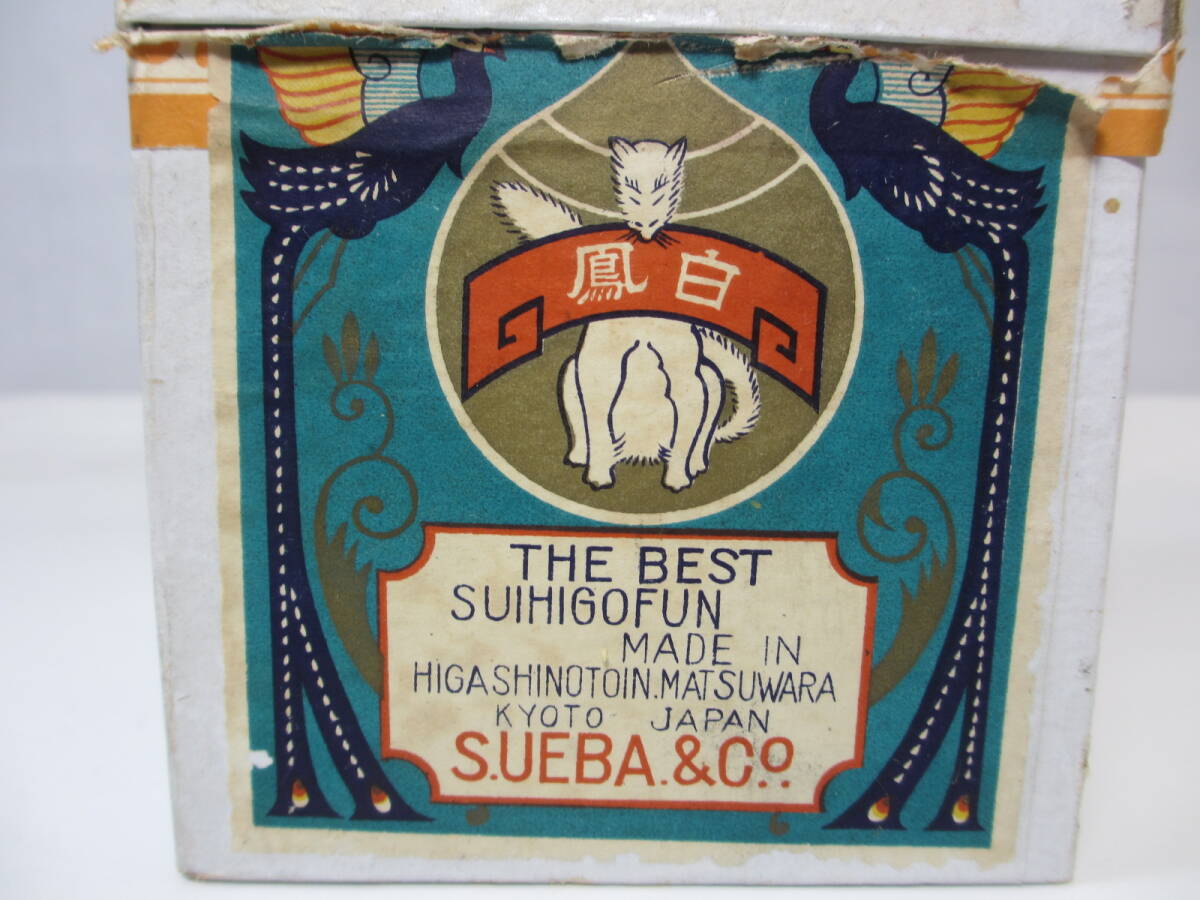 白鳳
THE BEST
SUIHIGOFUN
MADE IN
HIGASHINOTOIN.MATSUWARA
KYOTO JAPAN
S.UEBA.&Co.